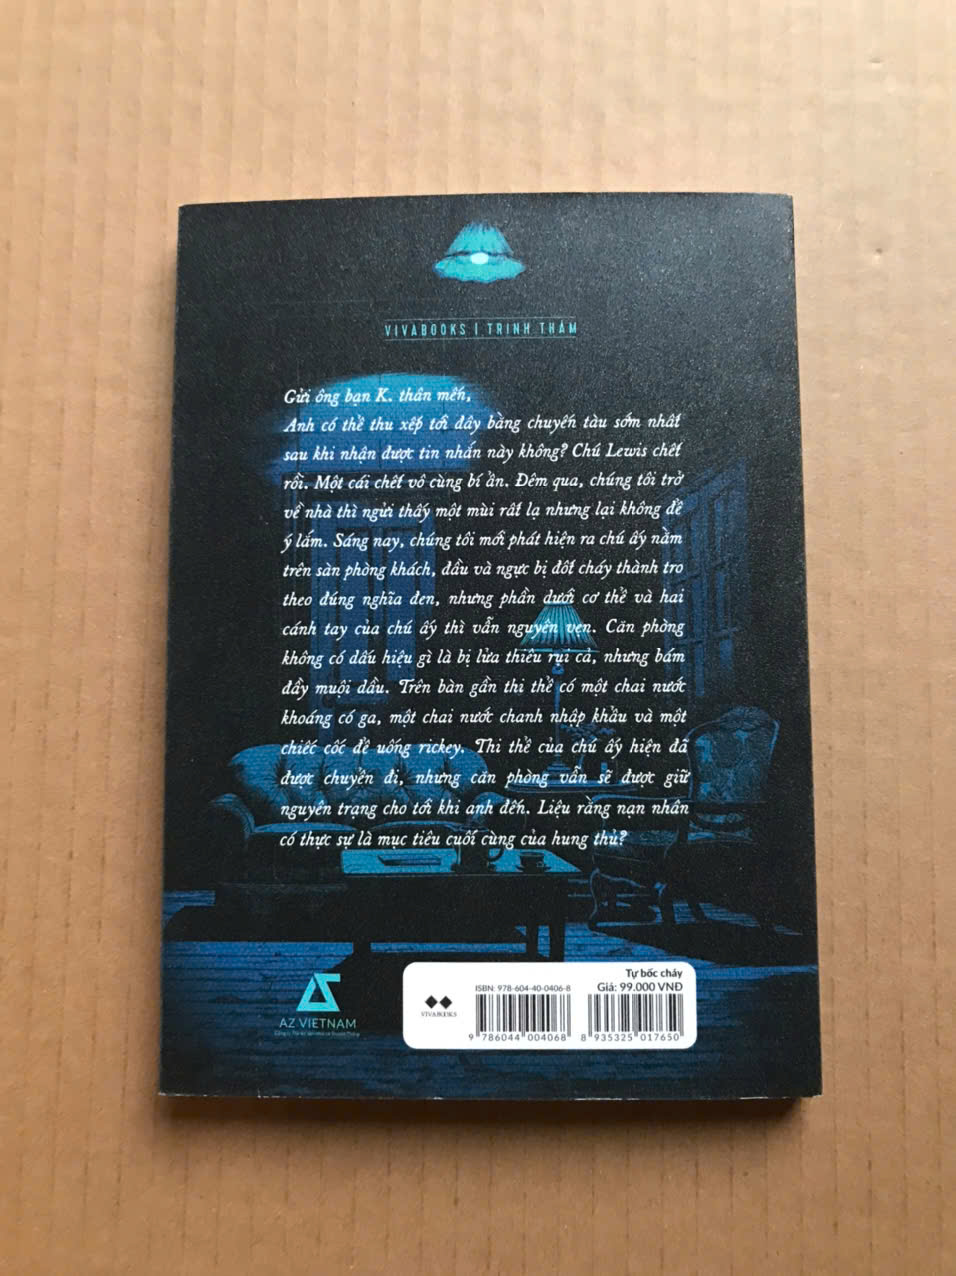 VIVABOOKS | TRINH THÁM
Gửi ông bạn K. thân mến,
Anh có thể thu xếp tới đây bằng chuyến tàu sớm nhất
sau khi nhận được tin nhắn này không? Chú Lewis chết
rồi. Một cái chết vô cùng bí ẩn. Đêm qua, chúng tôi trở
về nhà thì ngửi thấy một mùi rất lạ nhưng lại không để
ý lắm. Sáng nay, chúng tôi mới phát hiện ra chú ấy nằm
trên sàn phòng khách, đầu và ngực bị đốt cháy thành tro
theo đúng nghĩa đen, nhưng phần dưới cơ thể và hai
cánh tay của chú ấy thì vẫn nguyên vẹn. Căn phòng
không có dấu hiệu gì là bị lửa thiêu rụi cả, nhưng bám
đầy muội dầu. Trên bàn gần thi thể có một chai nước
khoáng có ga, một chai nước chanh nhập khẩu và một
chiếc cốc để uống rickey. Thi thể của chú ấy hiện đã
được chuyển đi, nhưng căn phòng vẫn sẽ được giữ
nguyên trạng cho tới khi anh đến. Liệu rằng nạn nhân
có thực sự là mục tiêu cuối cùng của hung thủ?
AZ VIETNAM
VIVABOOKS
Tự bốc cháy
ISBN: 978-604-40-0406-8
Giá: 99.000 VNĐ
9 786044 004068
8 935325 017650